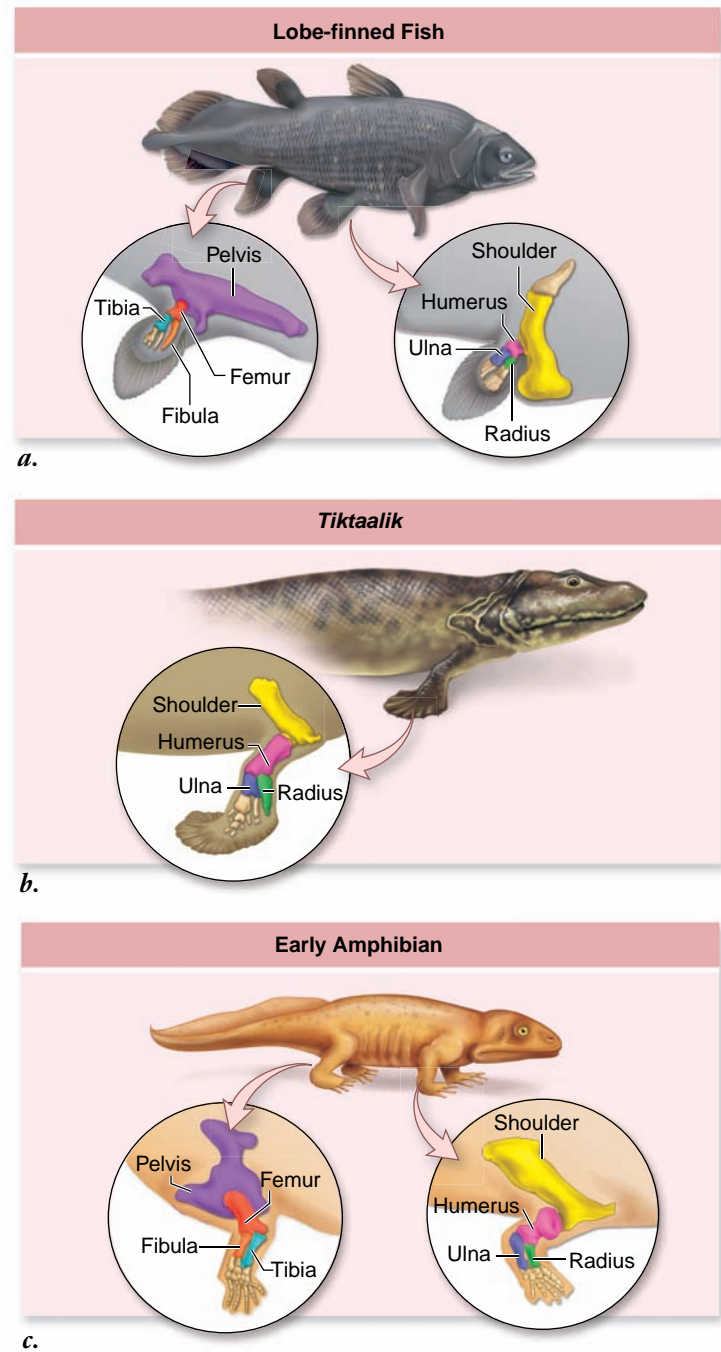 Lobe-finned Fish
Pelvis
Tibia
Femur
Fibula
Shoulder
Humerus
Ulna
Radius
a.
Tiktaalik
Shoulder
Humerus
Ulna
Radius
b.
Early Amphibian
Pelvis
Femur
Fibula
Tibia
Shoulder
Humerus
Ulna
Radius
c.